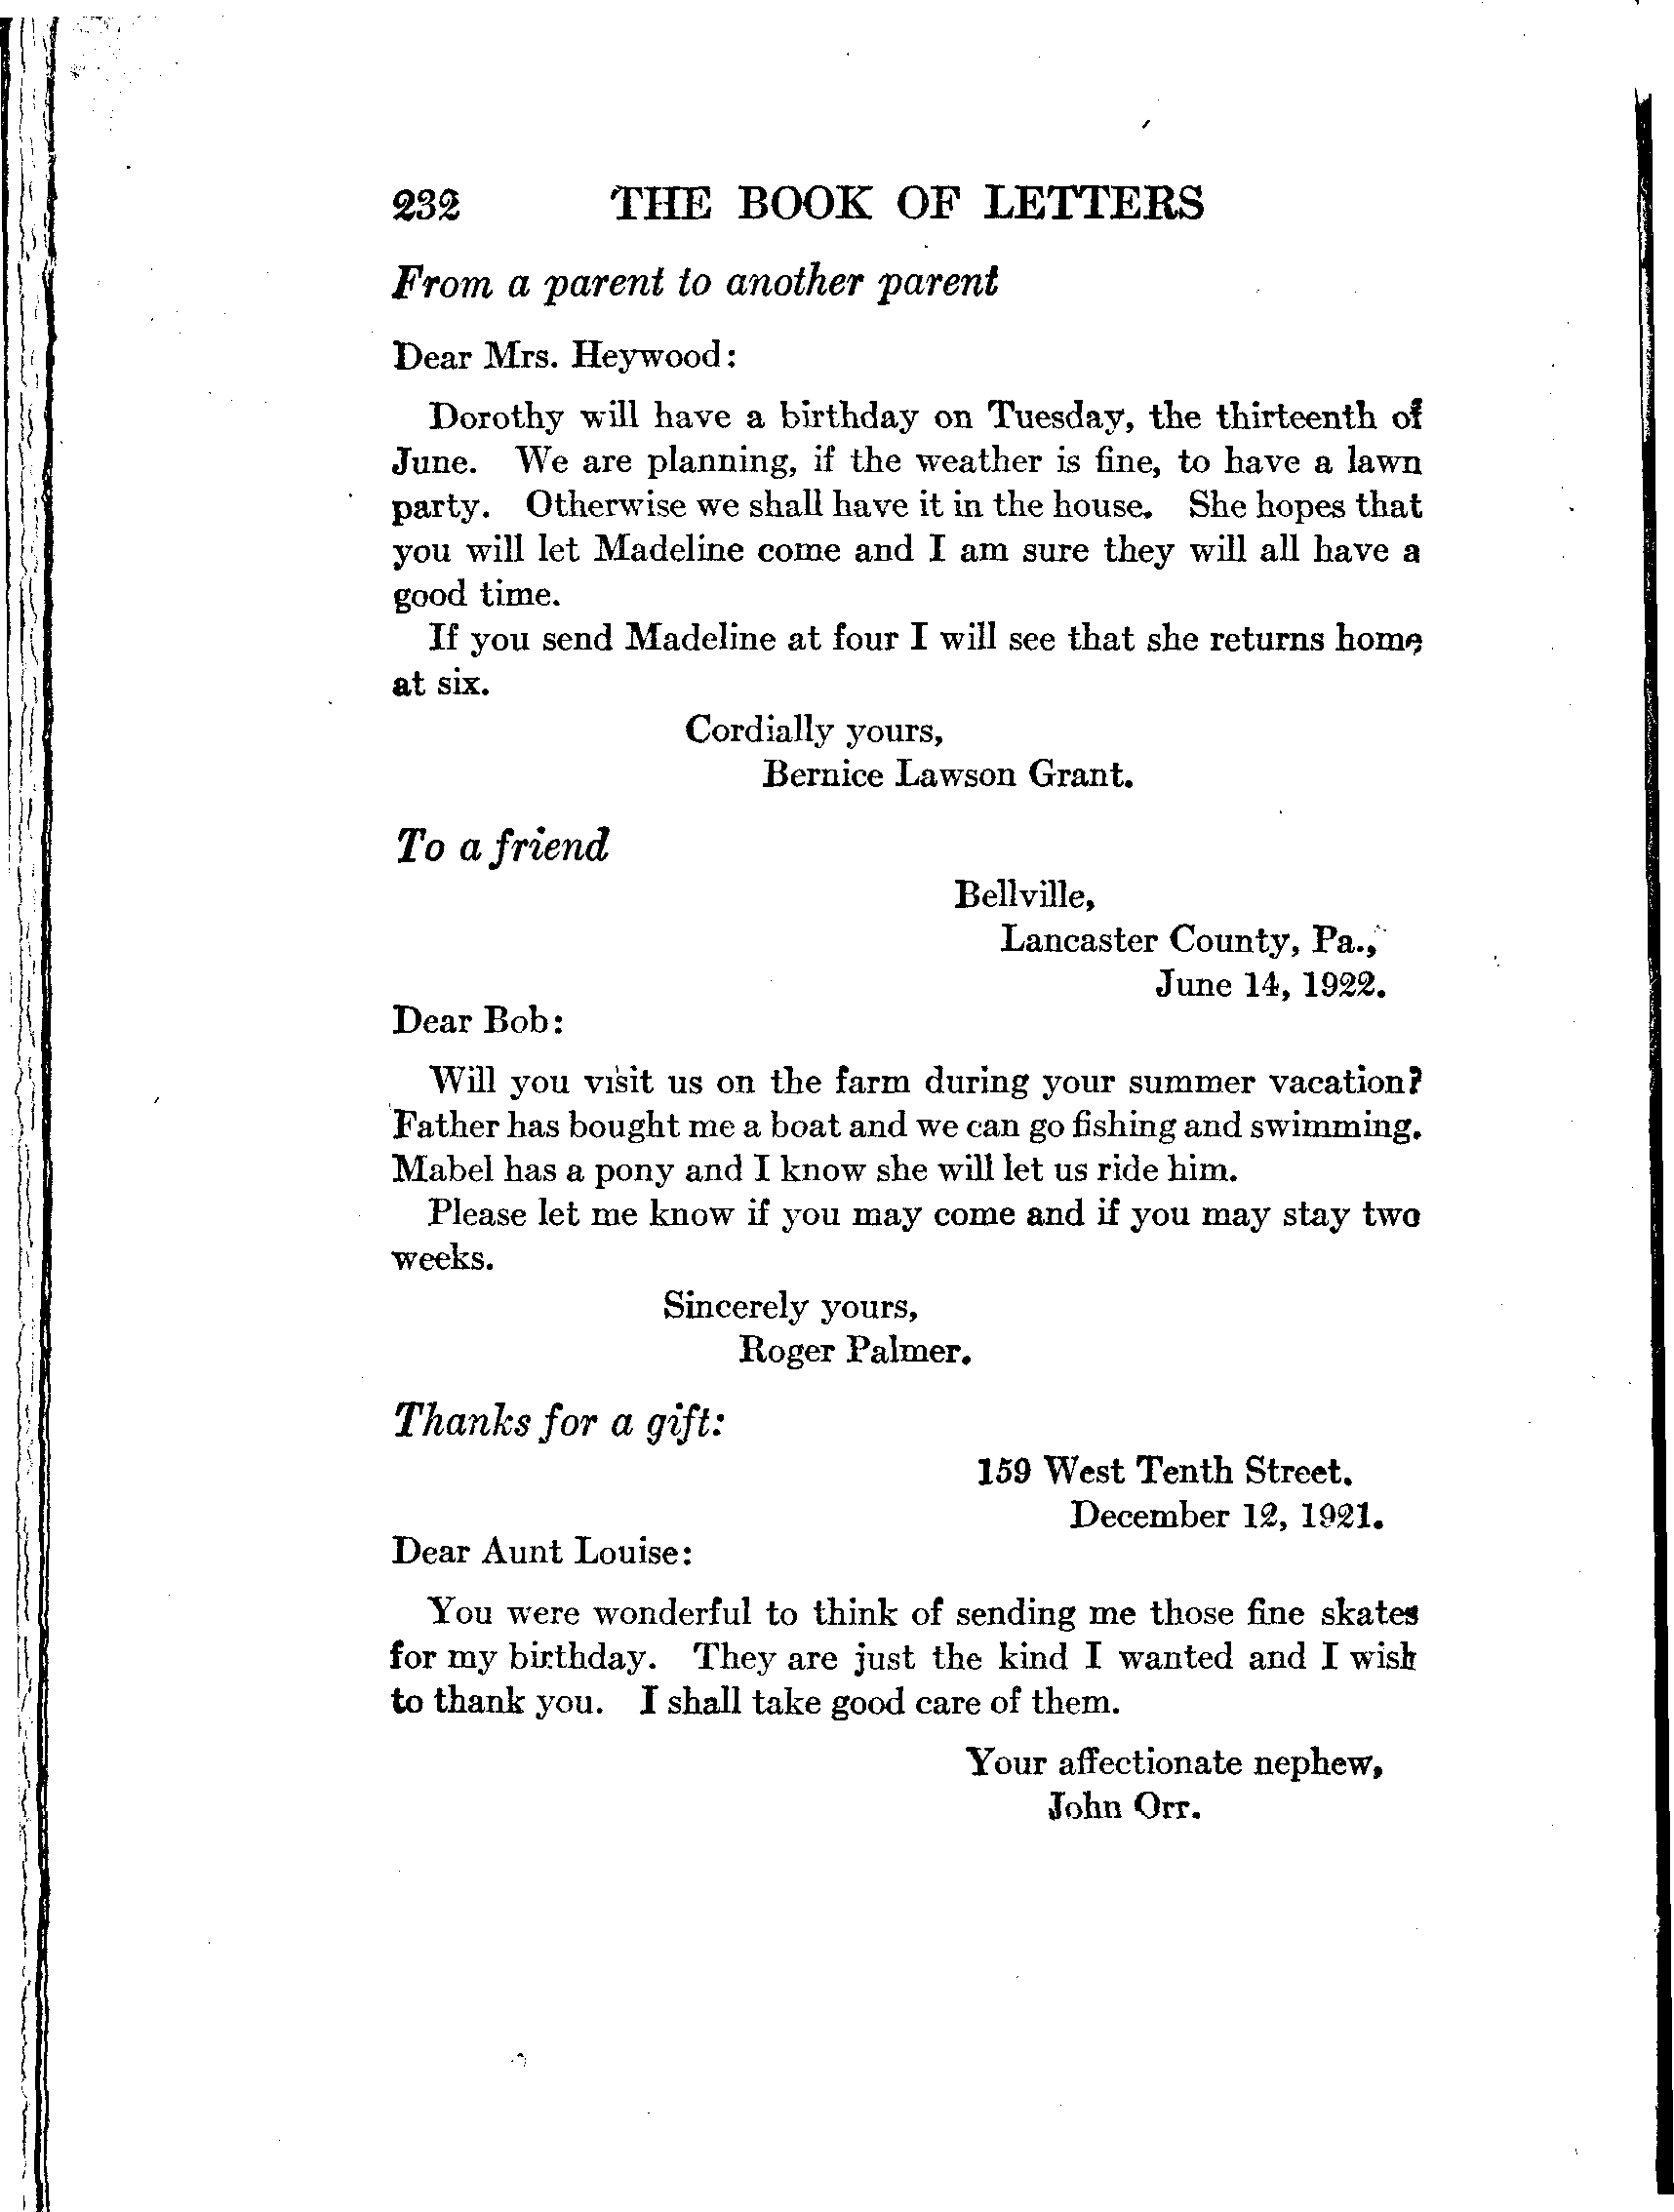 232 THE BOOK OF LETTERS
From a parent to another parent
Dear Mrs. Heywood:
Dorothy will have a birthday on Tuesday, the thirteenth of
June. We are planning, if the weather is fine, to have a lawn
party. Otherwise we shall have it in the house. She hopes that
you will let Madeline come and I am sure they will all have a
good time.
If you send Madeline at four I will see that she returns home
at six.
Cordially yours,
Bernice Lawson Grant.
To a friend
Bellville,
Lancaster County, Pa.,
June 14, 1922.
Dear Bob:
Will you visit us on the farm during your summer vacation?
Father has bought me a boat and we can go fishing and swimming.
Mabel has a pony and I know she will let us ride him.
Please let me know if you may come and if you may stay two
weeks.
Sincerely yours,
Roger Palmer.
Thanks for a gift:
159 West Tenth Street.
December 12, 1921.
Dear Aunt Louise:
You were wonderful to think of sending me those fine skates
for my birthday. They are just the kind I wanted and I wish
to thank you. I shall take good care of them.
Your affectionate nephew,
John Orr.